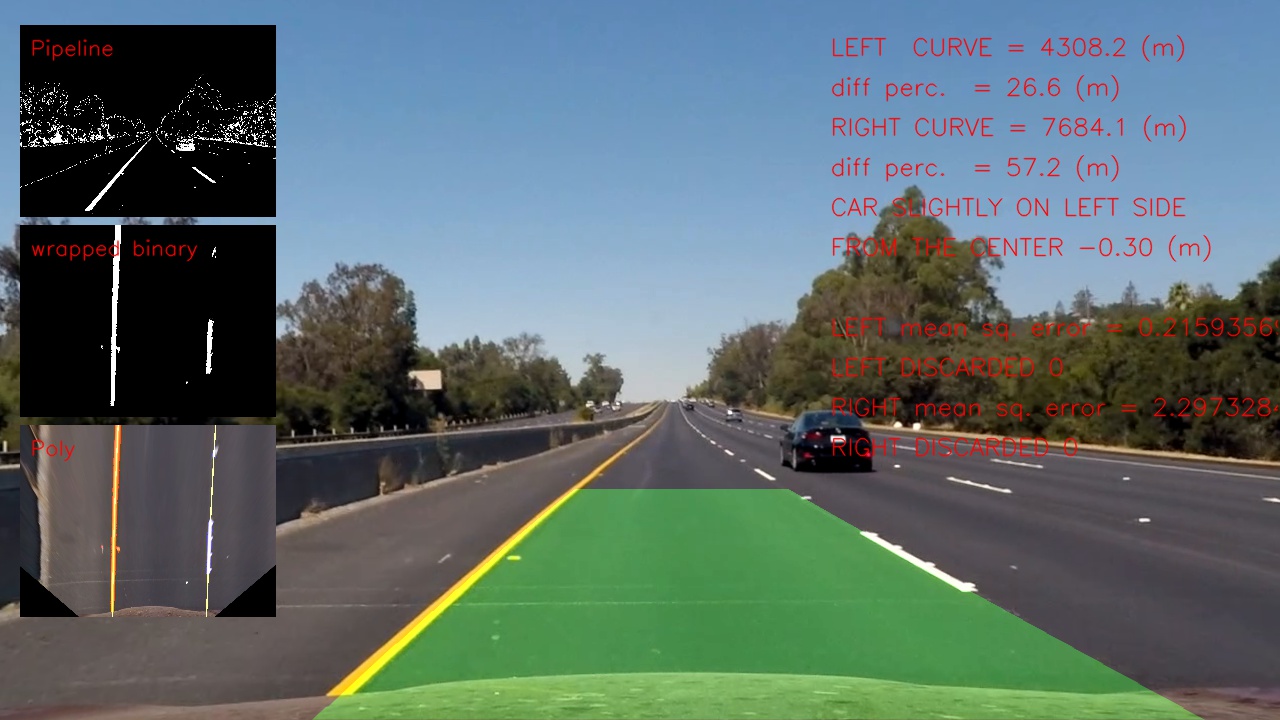 Pipeline
wrapped binary
Poly
LEFT CURVE = 4308.2 (m)
diff perc. = 26.6 (m)
RIGHT CURVE = 7684.1 (m)
diff perc. = 57.2 (m)
CAR SLIGHTLY ON LEFT SIDE
FROM THE CENTER -0.30 (m)
LEFT mean sq. error = 0.2159356
LEFT DISCARDED 0
RIGHT mean sq. error = 2.297328
RIGHT DISCARDED 0